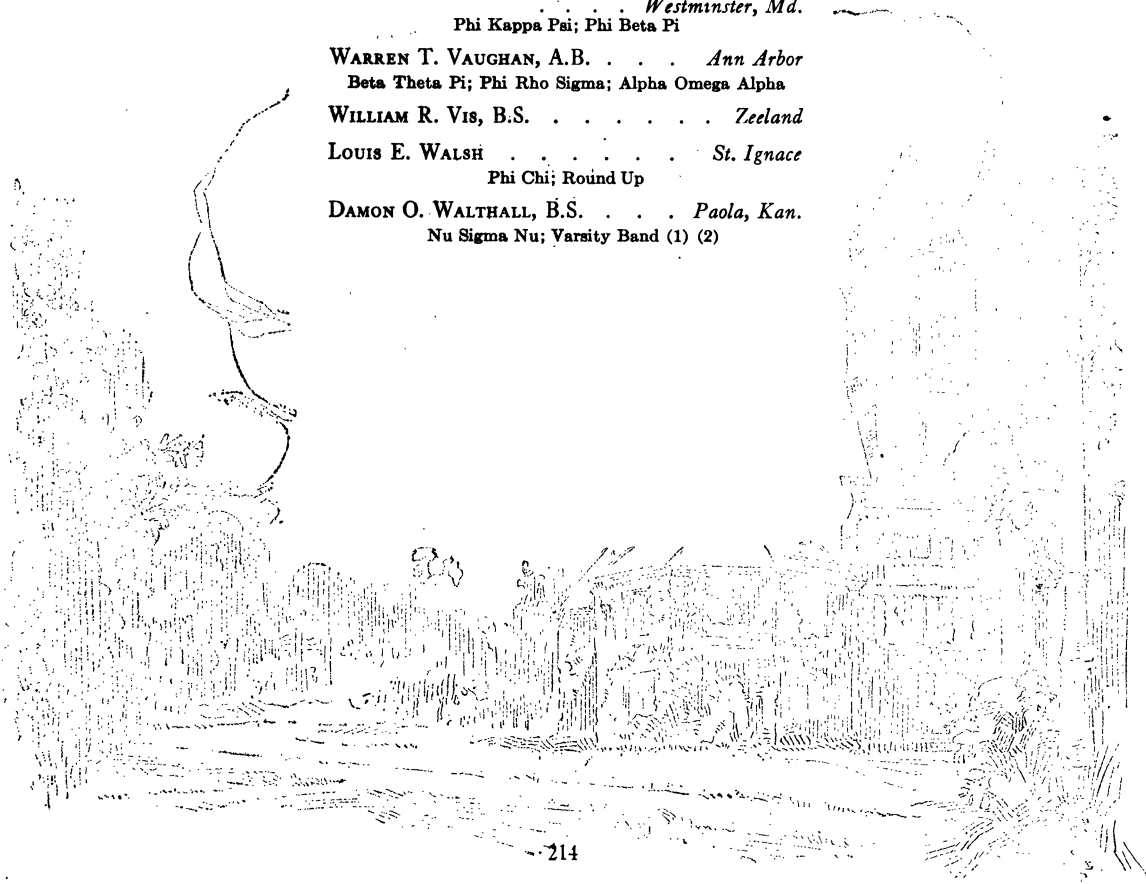 . . . . Westminster, Md.
Phi Kappa Psi; Phi Beta Pi
WARREN T. VAUGHAN, A.B. . . . Ann Arbor
Beta Theta Pi; Phi Rho Sigma; Alpha Omega Alpha
WILLIAM R. VIS, B.S. . . . . . . Zeeland
LOUIS E. WALSH . . . . . . St. Ignace
Phi Chi; Round Up
DAMON O. WALTHALL, B.S. . . . Paola, Kan.
Nu Sigma Nu; Varsity Band (1) (2)
214